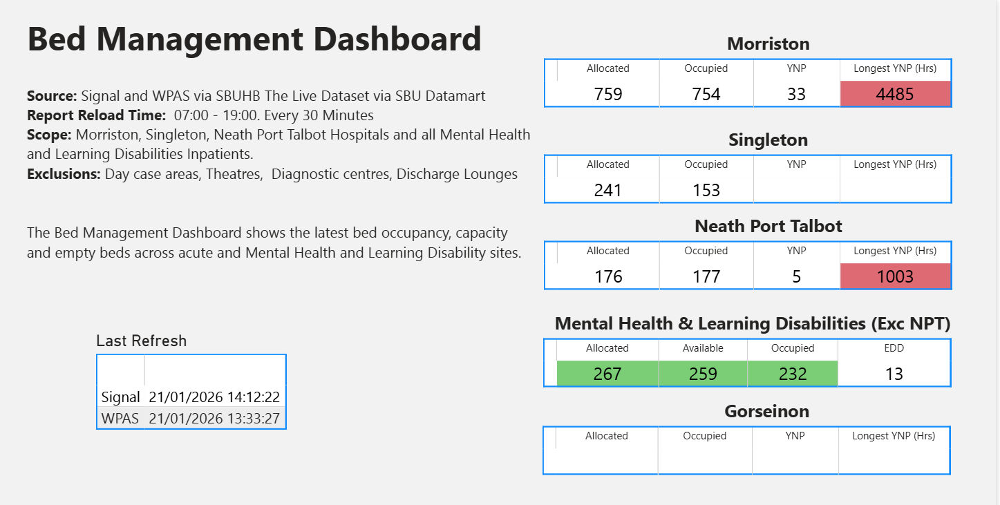 Bed Management Dashboard
Source: Signal and WPAS via SBUHB The Live Dataset via SBU Datamart
Report Reload Time:  07:00 - 19:00. Every 30 Minutes
Scope: Morriston, Singleton, Neath Port Talbot Hospitals and all Mental Health
and Learning Disabilities Inpatients.
Exclusions: Day case areas, Theatres,  Diagnostic centres, Discharge Lounges
The Bed Management Dashboard shows the latest bed occupancy, capacity
and empty beds across acute and Mental Health and Learning Disability sites.
Last Refresh
Signal 21/01/2026 14:12:22
WPAS 21/01/2026 13:33:27
Morriston
Allocated Occupied YNP Longest YNP (Hrs)
759 754 33 4485
Singleton
Allocated Occupied YNP Longest YNP (Hrs)
241 153
Neath Port Talbot
Allocated Occupied YNP Longest YNP (Hrs)
176 177 5 1003
Mental Health & Learning Disabilities (Exc NPT)
Allocated Available Occupied EDD
267 259 232 13
Gorseinon
Allocated Occupied YNP Longest YNP (Hrs)